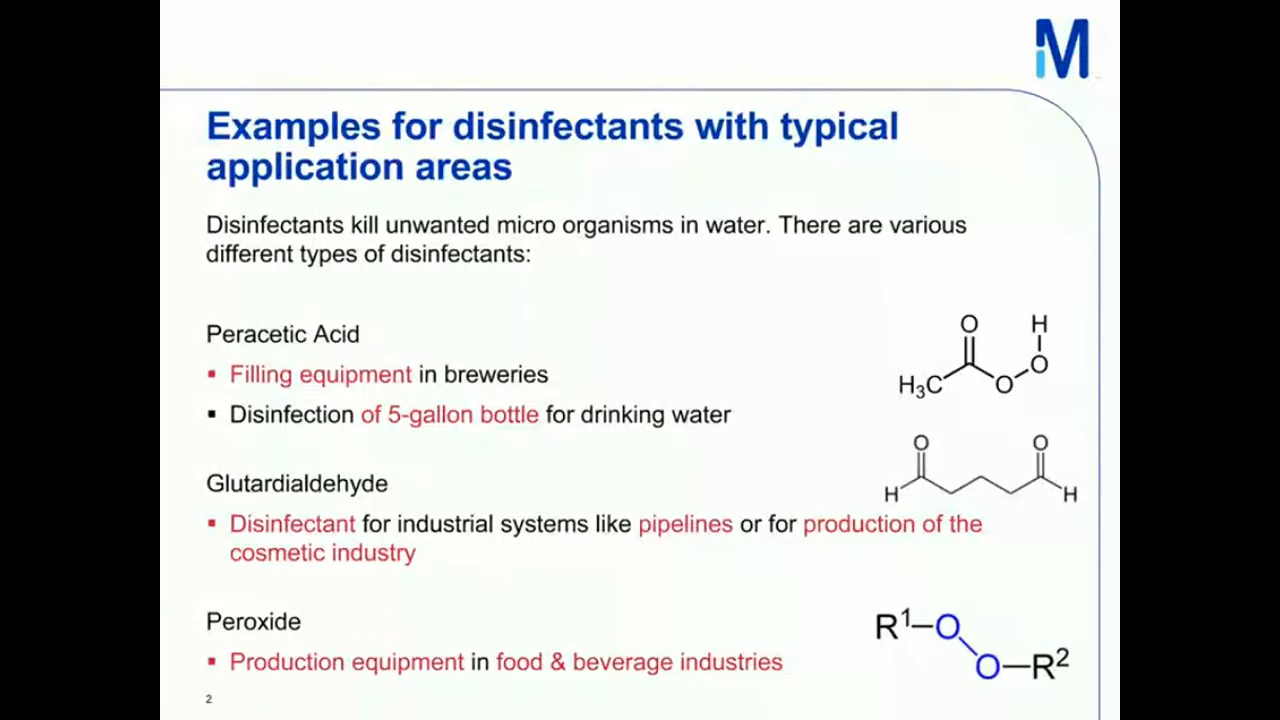 M
Examples for disinfectants with typical
application areas
Disinfectants kill unwanted micro organisms in water. There are various
different types of disinfectants:
Peracetic Acid
▪ Filling equipment in breweries
▪ Disinfection of 5-gallon bottle for drinking water
O H
H₃C O O
Glutardialdehyde
O O
H H
▪ Disinfectant for industrial systems like pipelines or for production of the
cosmetic industry
Peroxide
R¹–O
O–R²
▪ Production equipment in food & beverage industries
2